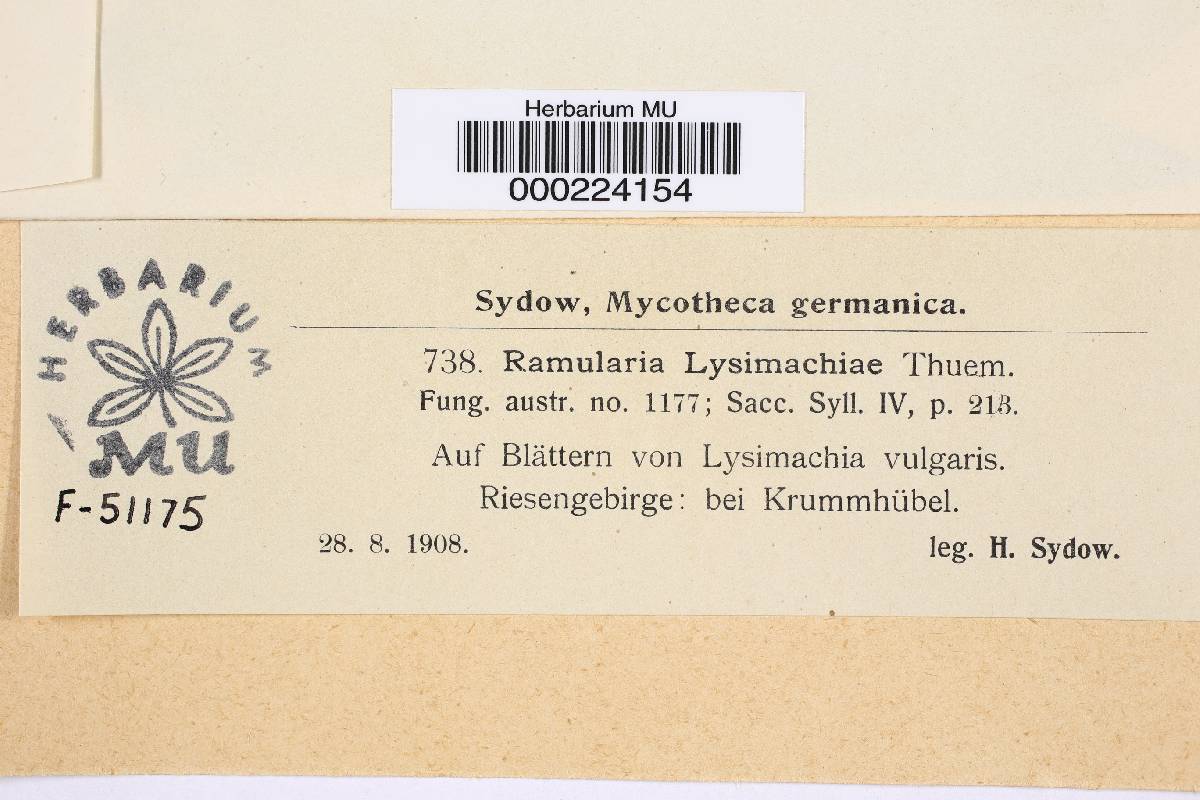 Herbarium MU
000224154
HERBARIUM
MU
F-51175
Sydow, Mycotheca germanica.
738. Ramularia Lysimachiae Thuem.
Fung. austr. no. 1177; Sacc. Syll. IV, p. 213.
Auf Blättern von Lysimachia vulgaris.
Riesengebirge: bei Krummhübel.
28. 8. 1908.
leg. H. Sydow.